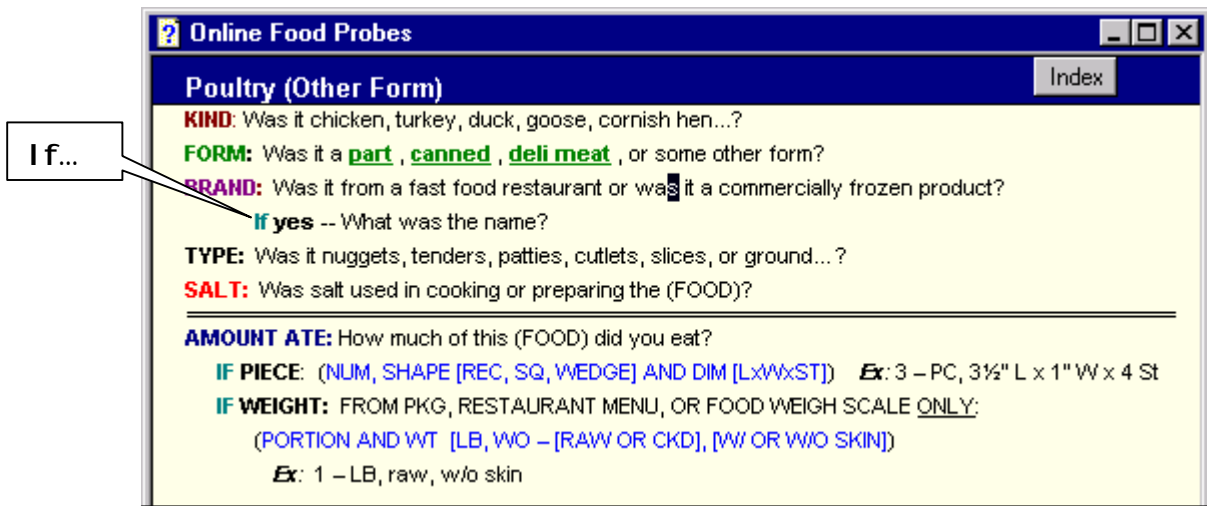 Online Food Probes
Poultry (Other Form)
Index
KIND: Was it chicken, turkey, duck, goose, cornish hen...?
If...
FORM: Was it a part , canned , deli meat , or some other form?
BRAND: Was it from a fast food restaurant or was it a commercially frozen product?
If yes -- What was the name?
TYPE: Was it nuggets, tenders, patties, cutlets, slices, or ground...?
SALT: Was salt used in cooking or preparing the (FOOD)?
AMOUNT ATE: How much of this (FOOD) did you eat?
IF PIECE: (NUM, SHAPE [REC, SQ, WEDGE] AND DIM [LxWxST]) Ex: 3 – PC, 3½" L x 1" W x 4 St
IF WEIGHT: FROM PKG, RESTAURANT MENU, OR FOOD WEIGH SCALE ONLY:
(PORTION AND WT [LB, WO – [RAW OR CKD], [W/ OR W/O SKIN])
Ex: 1 – LB, raw, w/o skin